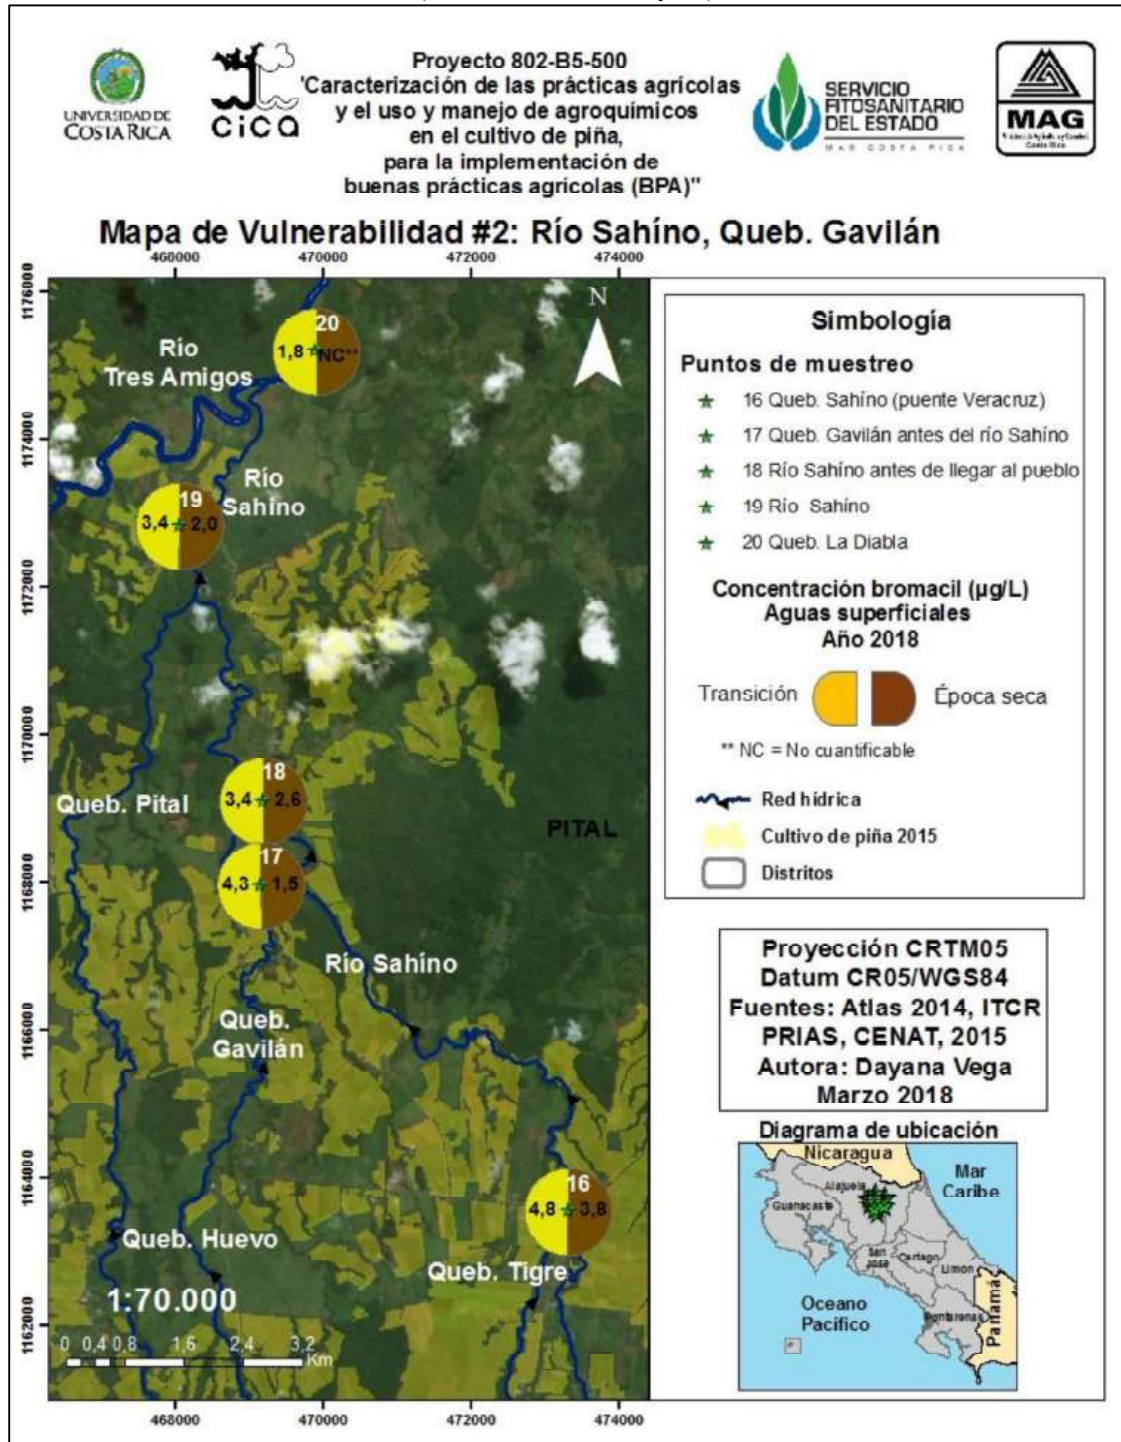 UNIVERSIDAD DE
COSTA RICA
CICA
Proyecto 802-B5-500
'Caracterización de las prácticas agrícolas
y el uso y manejo de agroquímicos
en el cultivo de piña,
para la implementación de
buenas prácticas agrícolas (BPA)"
SERVICIO
FITOSANITARIO
DEL ESTADO
MAG COSTA RICA
MAG
Costa Rica
Mapa de Vulnerabilidad #2: Río Sahíno, Queb. Gavilán
468000 470000 472000 474000
1176000
1174000
1172000
1170000
1168000
1166000
1164000
1162000
N
20
1,8 NC**
Río
Tres Amigos
Río
Sahíno
19
3,4 2,0
18
3,4 2,6
Queb. Pital
PITAL
17
4,3 1,5
Río Sahíno
Queb.
Gavilán
16
4,8 3,8
Queb. Huevo
Queb. Tigre
1:70.000
0 0,4 0,8 1,6 2,4 3,2
Km
468000 470000 472000 474000
Simbología
Puntos de muestreo
16 Queb. Sahíno (puente Veracruz)
17 Queb. Gavilán antes del río Sahíno
18 Río Sahíno antes de llegar al pueblo
19 Río Sahíno
20 Queb. La Diabla
Concentración bromacil (µg/L)
Aguas superficiales
Año 2018
Transición Época seca
** NC = No cuantificable
Red hídrica
Cultivo de piña 2015
Distritos
Proyección CRTM05
Datum CR05/WGS84
Fuentes: Atlas 2014, ITCR
PRIAS, CENAT, 2015
Autora: Dayana Vega
Marzo 2018
Diagrama de ubicación
Nicaragua
Mar
Caribe
Alajuela
Guanacaste
San
José
Cartago
Limón
Oceano
Pacífico
Puntarenas
Panamá